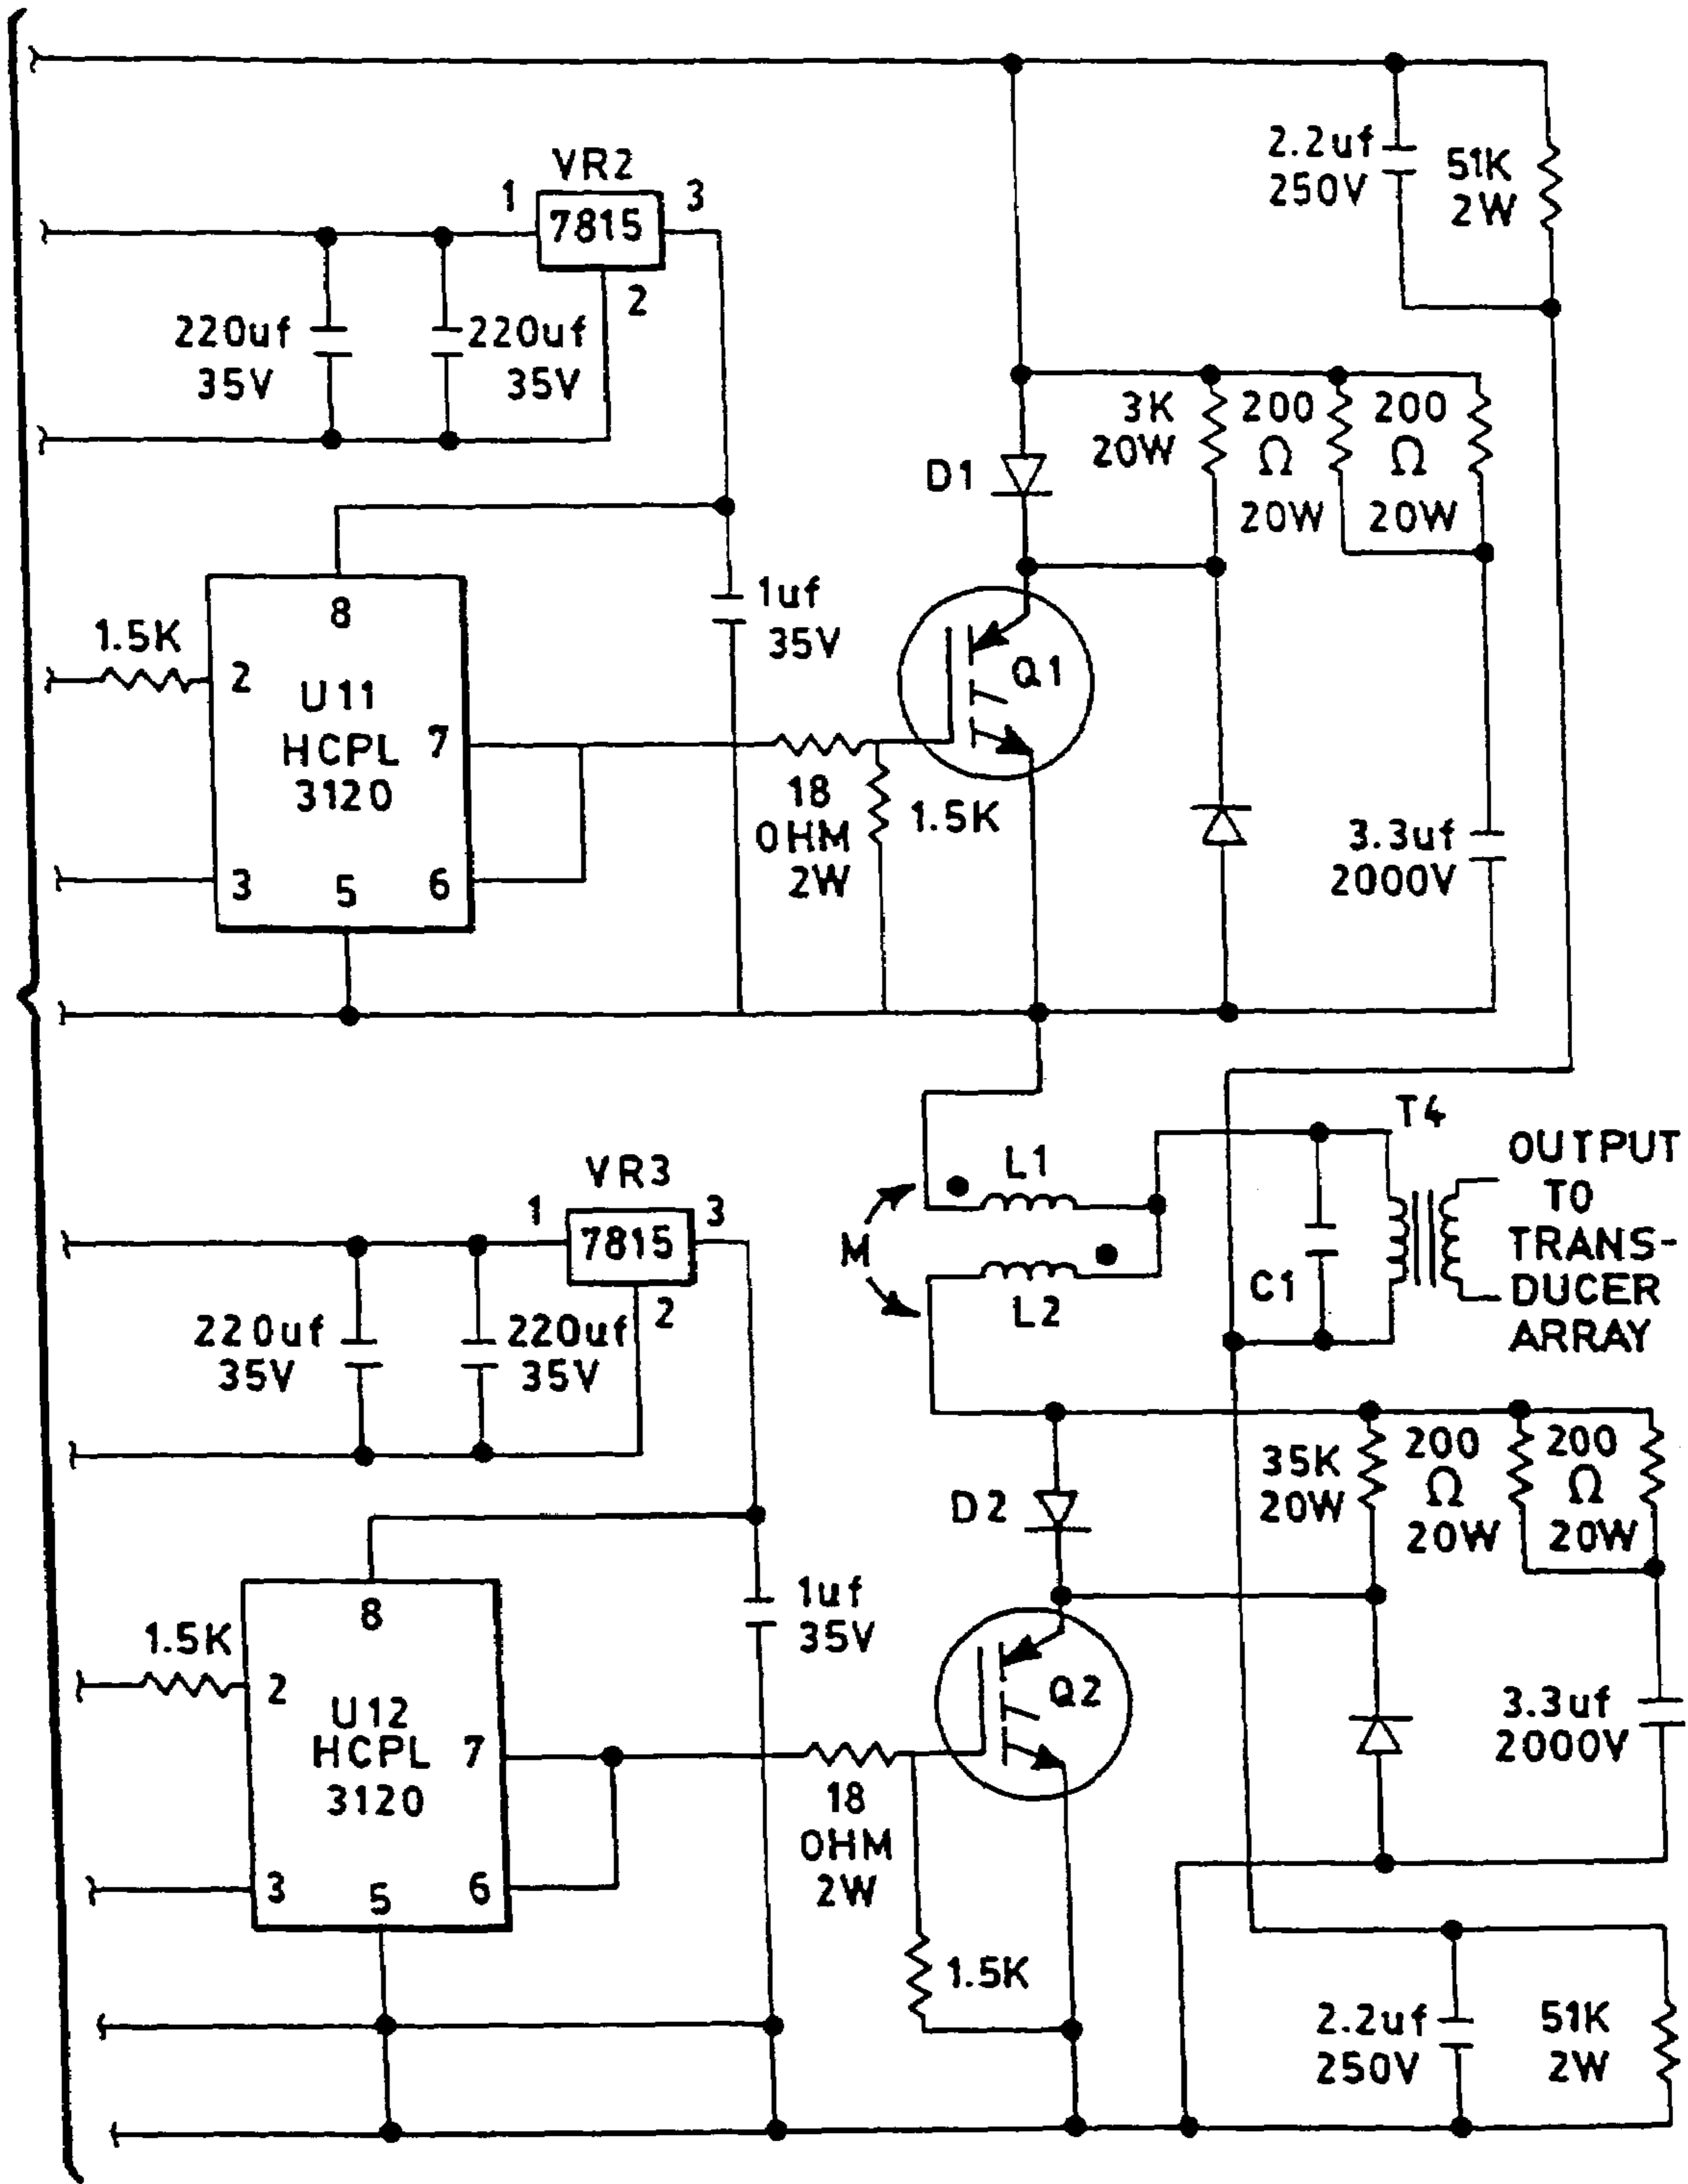 2.2uf
250V
51K
2W
VR2
1
7815
3
2
220uf
35V
220uf
35V
3K
20W
200
Ω
20W
200
Ω
20W
D1
1uf
35V
1.5K
8
2
U11
HCPL
3120
7
3
5
6
18
OHM
2W
1.5K
Q1
3.3uf
2000V
T4
OUTPUT
TO
TRANS-
DUCER
ARRAY
L1
M
L2
C1
VR3
1
7815
3
2
220uf
35V
220uf
35V
35K
20W
200
Ω
20W
200
Ω
20W
D2
1uf
35V
1.5K
8
2
U12
HCPL
3120
7
3
5
6
18
OHM
2W
1.5K
Q2
3.3uf
2000V
2.2uf
250V
51K
2W